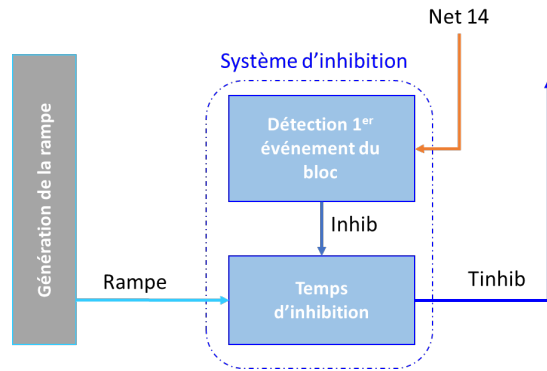 Net 14
Système d'inhibition
Génération de la rampe
Détection 1er
événement du
bloc
Inhib
Rampe
Temps
d'inhibition
Tinhib